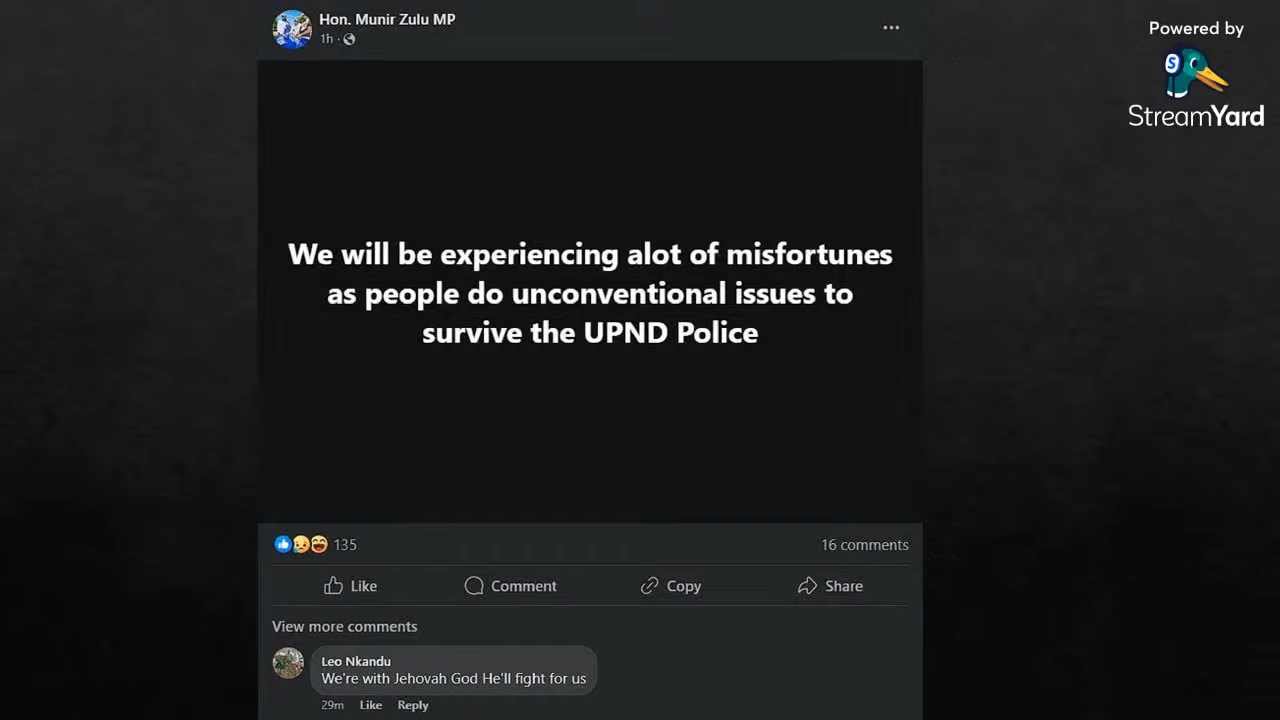 Hon. Munir Zulu MP
1h ·
Powered by
S
StreamYard
We will be experiencing alot of misfortunes
as people do unconventional issues to
survive the UPND Police
135
16 comments
Like
Comment
Copy
Share
View more comments
Leo Nkandu
We're with Jehovah God He'll fight for us
29m Like Reply